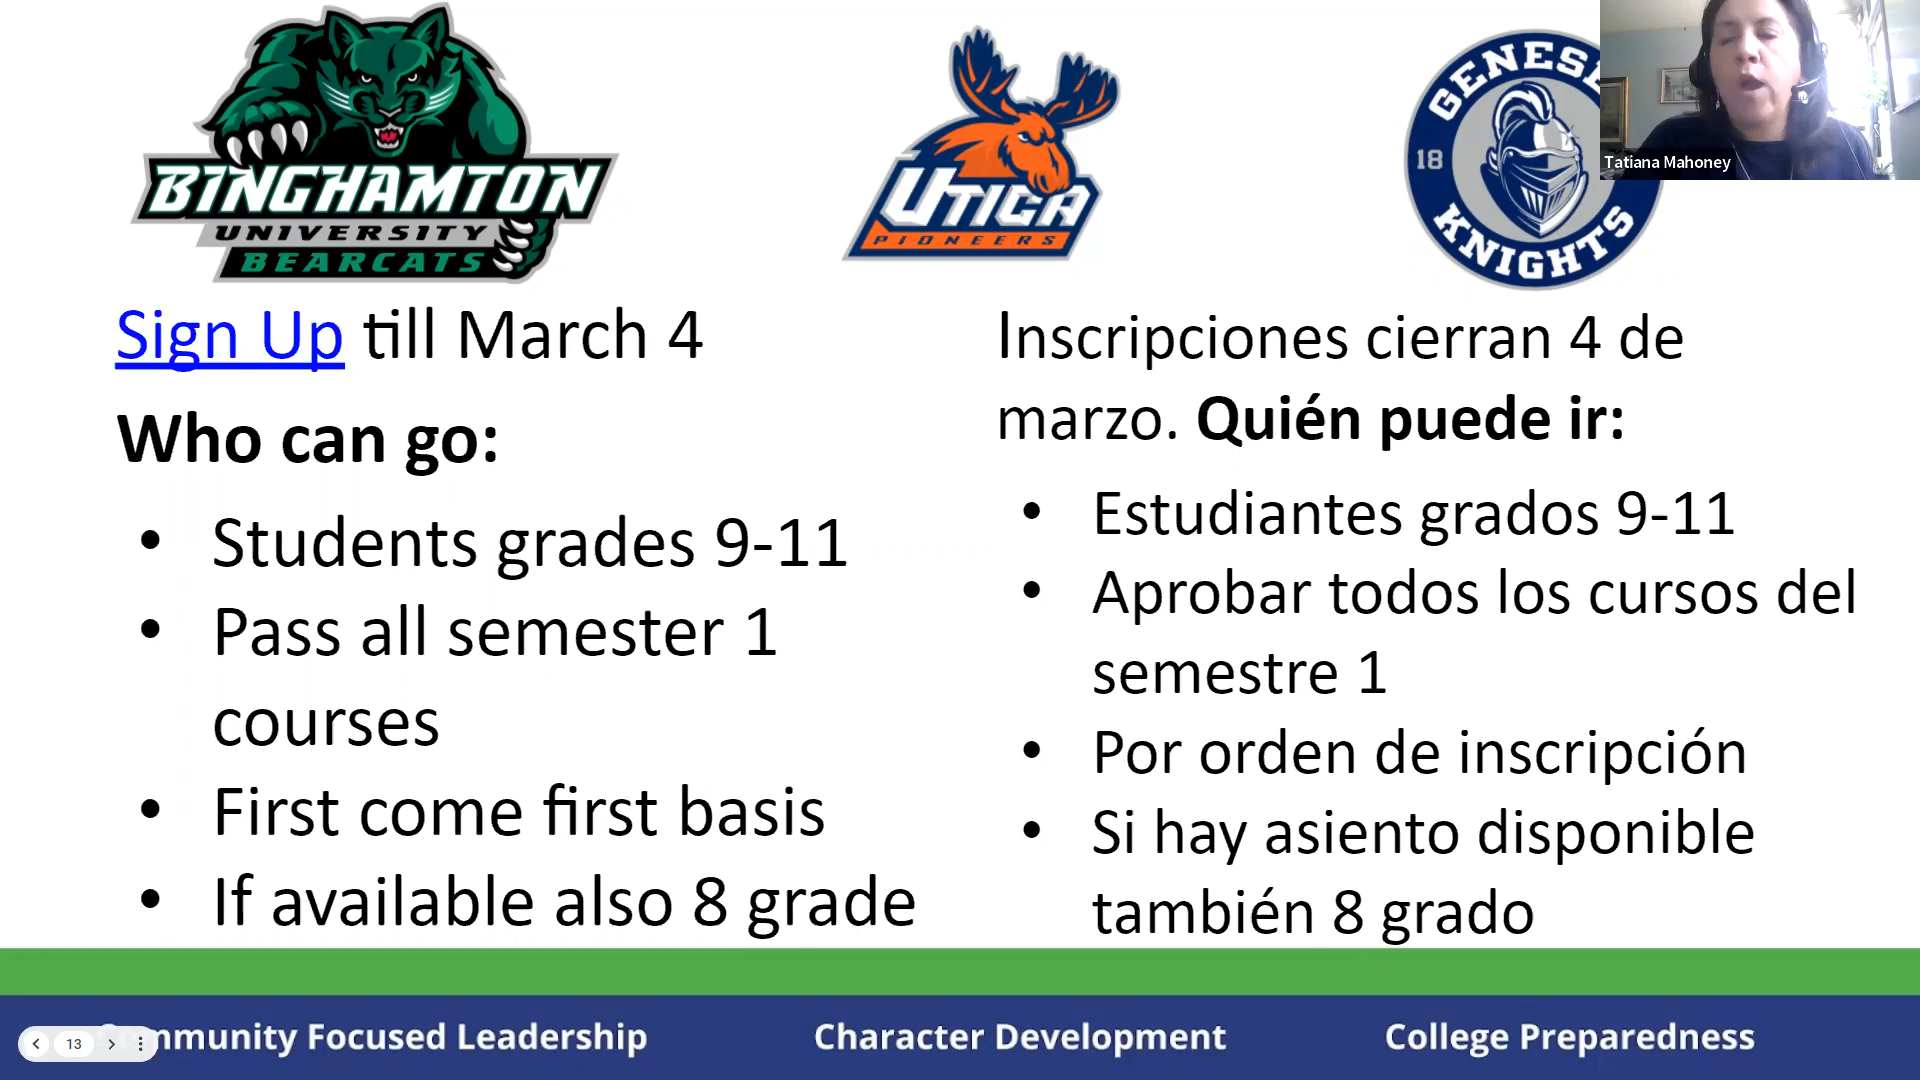 BINGHAMTON
UNIVERSITY
BEARCATS
UTICA
PIONEERS
GENESE
18
KNIGHTS
Tatiana Mahoney
Sign Up till March 4
Who can go:
• Students grades 9-11
• Pass all semester 1
courses
• First come first basis
• If available also 8 grade
Inscripciones cierran 4 de
marzo. Quién puede ir:
• Estudiantes grados 9-11
• Aprobar todos los cursos del
semestre 1
• Por orden de inscripción
• Si hay asiento disponible
también 8 grado
mmunity Focused Leadership
Character Development
College Preparedness
13